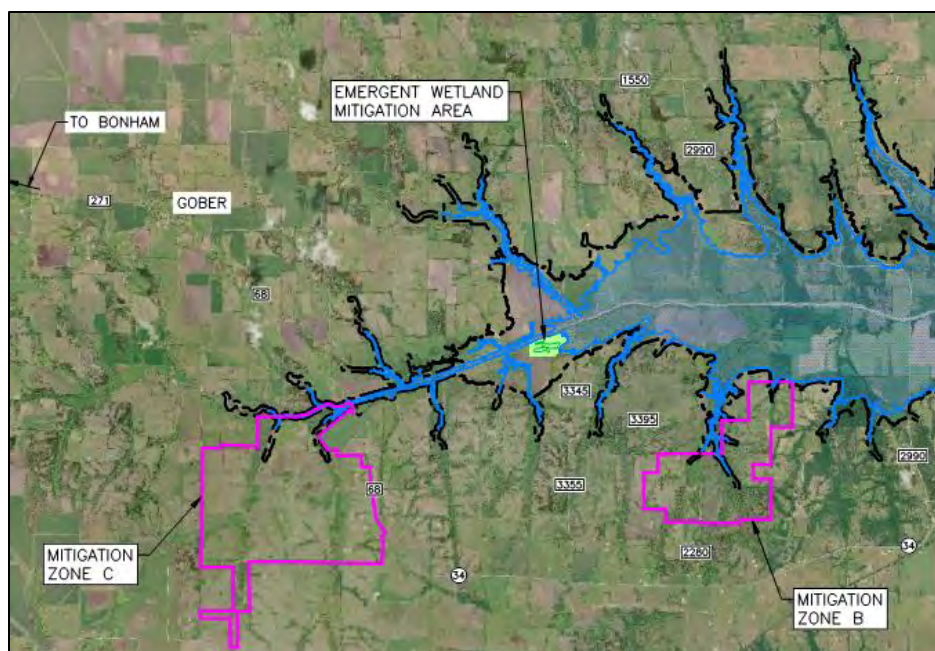 1550
EMERGENT WETLAND
MITIGATION AREA
TO BONHAM
2990
271
GOBER
68
3345
3395
2990
3355
68
MITIGATION
ZONE C
2280
34
34
MITIGATION
ZONE B